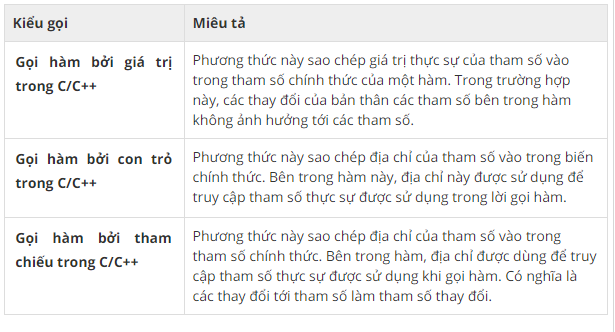 Kiểu gọi
Miêu tả
Gọi hàm bởi giá trị
trong C/C++
Phương thức này sao chép giá trị thực sự của tham số vào
trong tham số chính thức của một hàm. Trong trường hợp
này, các thay đổi của bản thân các tham số bên trong hàm
không ảnh hưởng tới các tham số.
Gọi hàm bởi con trỏ
trong C/C++
Phương thức này sao chép địa chỉ của tham số vào trong biến
chính thức. Bên trong hàm này, địa chỉ này được sử dụng để
truy cập tham số thực sự được sử dụng trong lời gọi hàm.
Gọi hàm bởi tham
chiếu trong C/C++
Phương thức này sao chép địa chỉ của tham số vào trong
tham số chính thức. Bên trong hàm, địa chỉ được dùng để truy
cập tham số thực sự được sử dụng khi gọi hàm. Có nghĩa là
các thay đổi tới tham số làm tham số thay đổi.